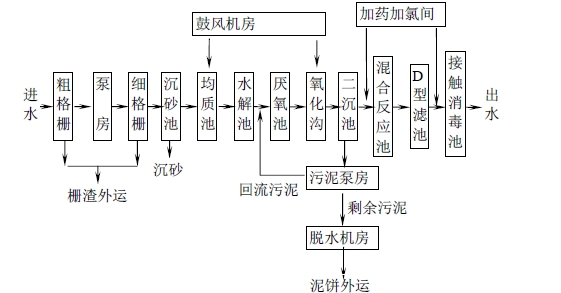 鼓风机房
加药加氯间
进水
粗格栅
泵房
细格栅
沉砂池
均质池
水解池
厌氧池
氧化沟
二沉池
混合反应池
D型滤池
接触消毒池
出水
栅渣外运
沉砂
回流污泥
污泥泵房
剩余污泥
脱水机房
泥饼外运